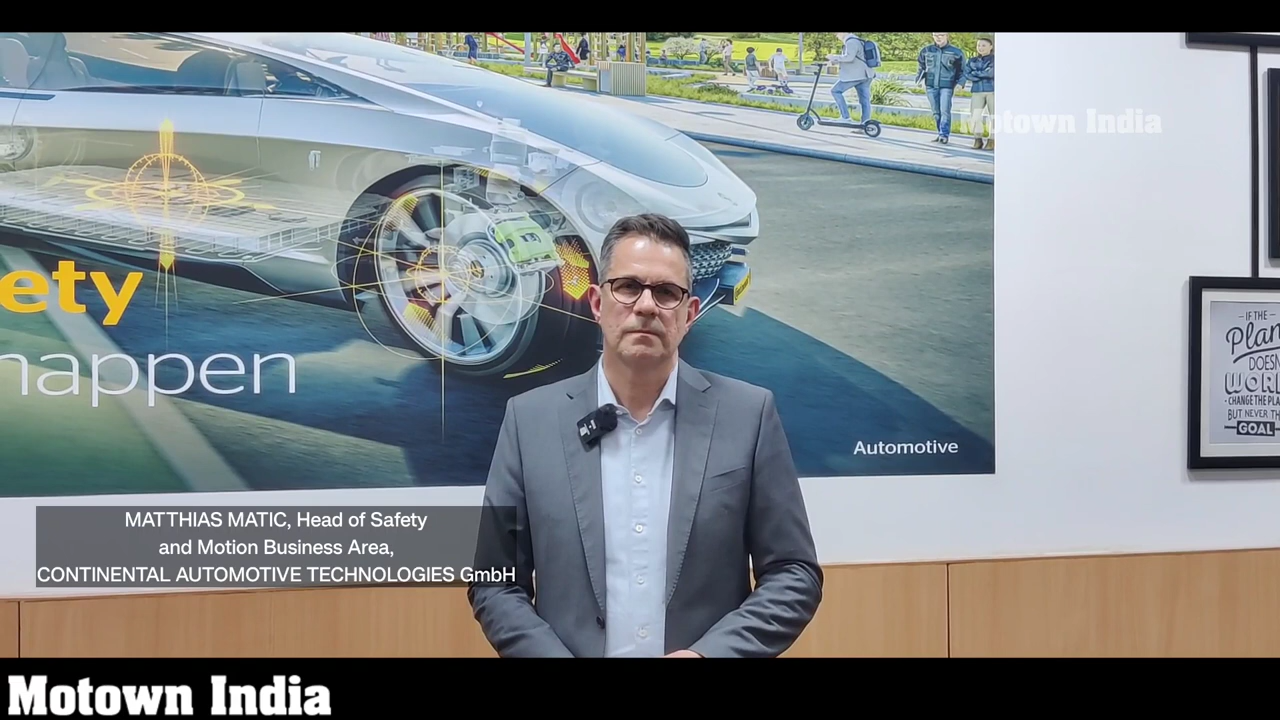 Motown India
ety
happen
Automotive
- IF THE -
Plan
DOESN
WOR
- CHANGE THE PLA
BUT NEVER TH
GOAL
MATTHIAS MATIC, Head of Safety
and Motion Business Area,
CONTINENTAL AUTOMOTIVE TECHNOLOGIES GmbH
Motown India